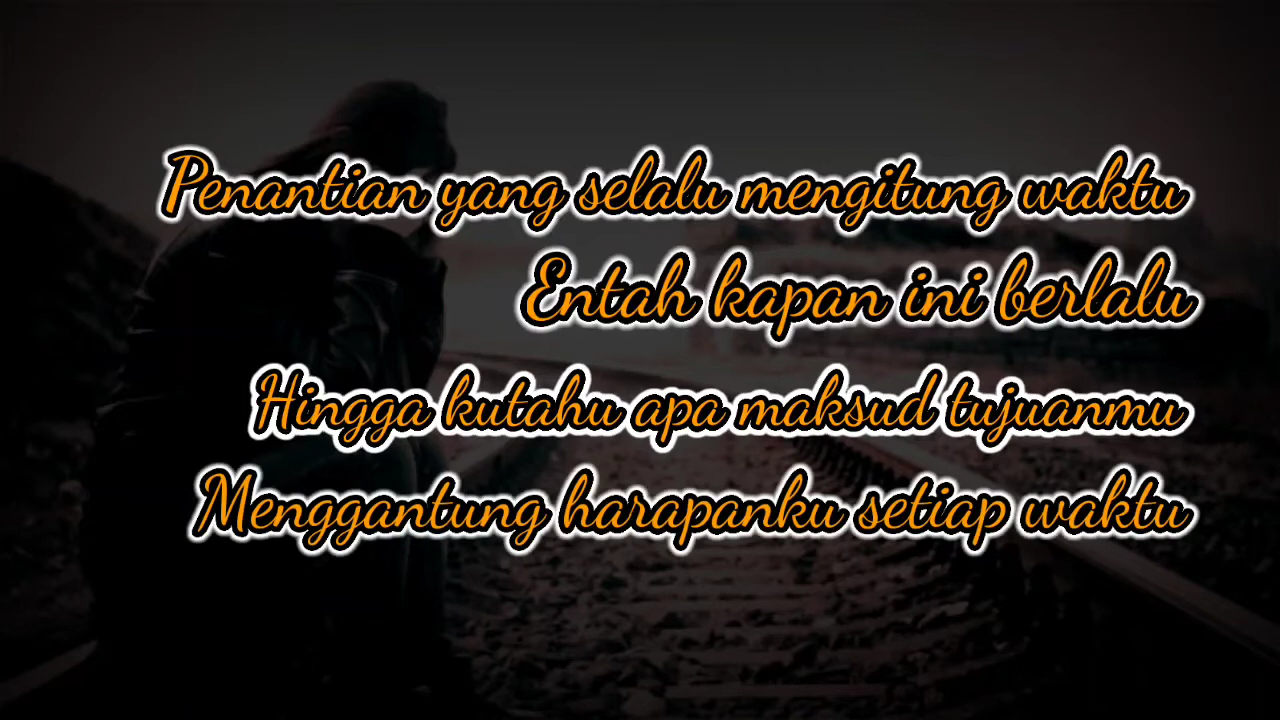 Penantian yang selalu mengitung waktu
Entah kapan ini berlalu
Hingga kutahu apa maksud tujuanmu
Menggantung harapanku setiap waktu